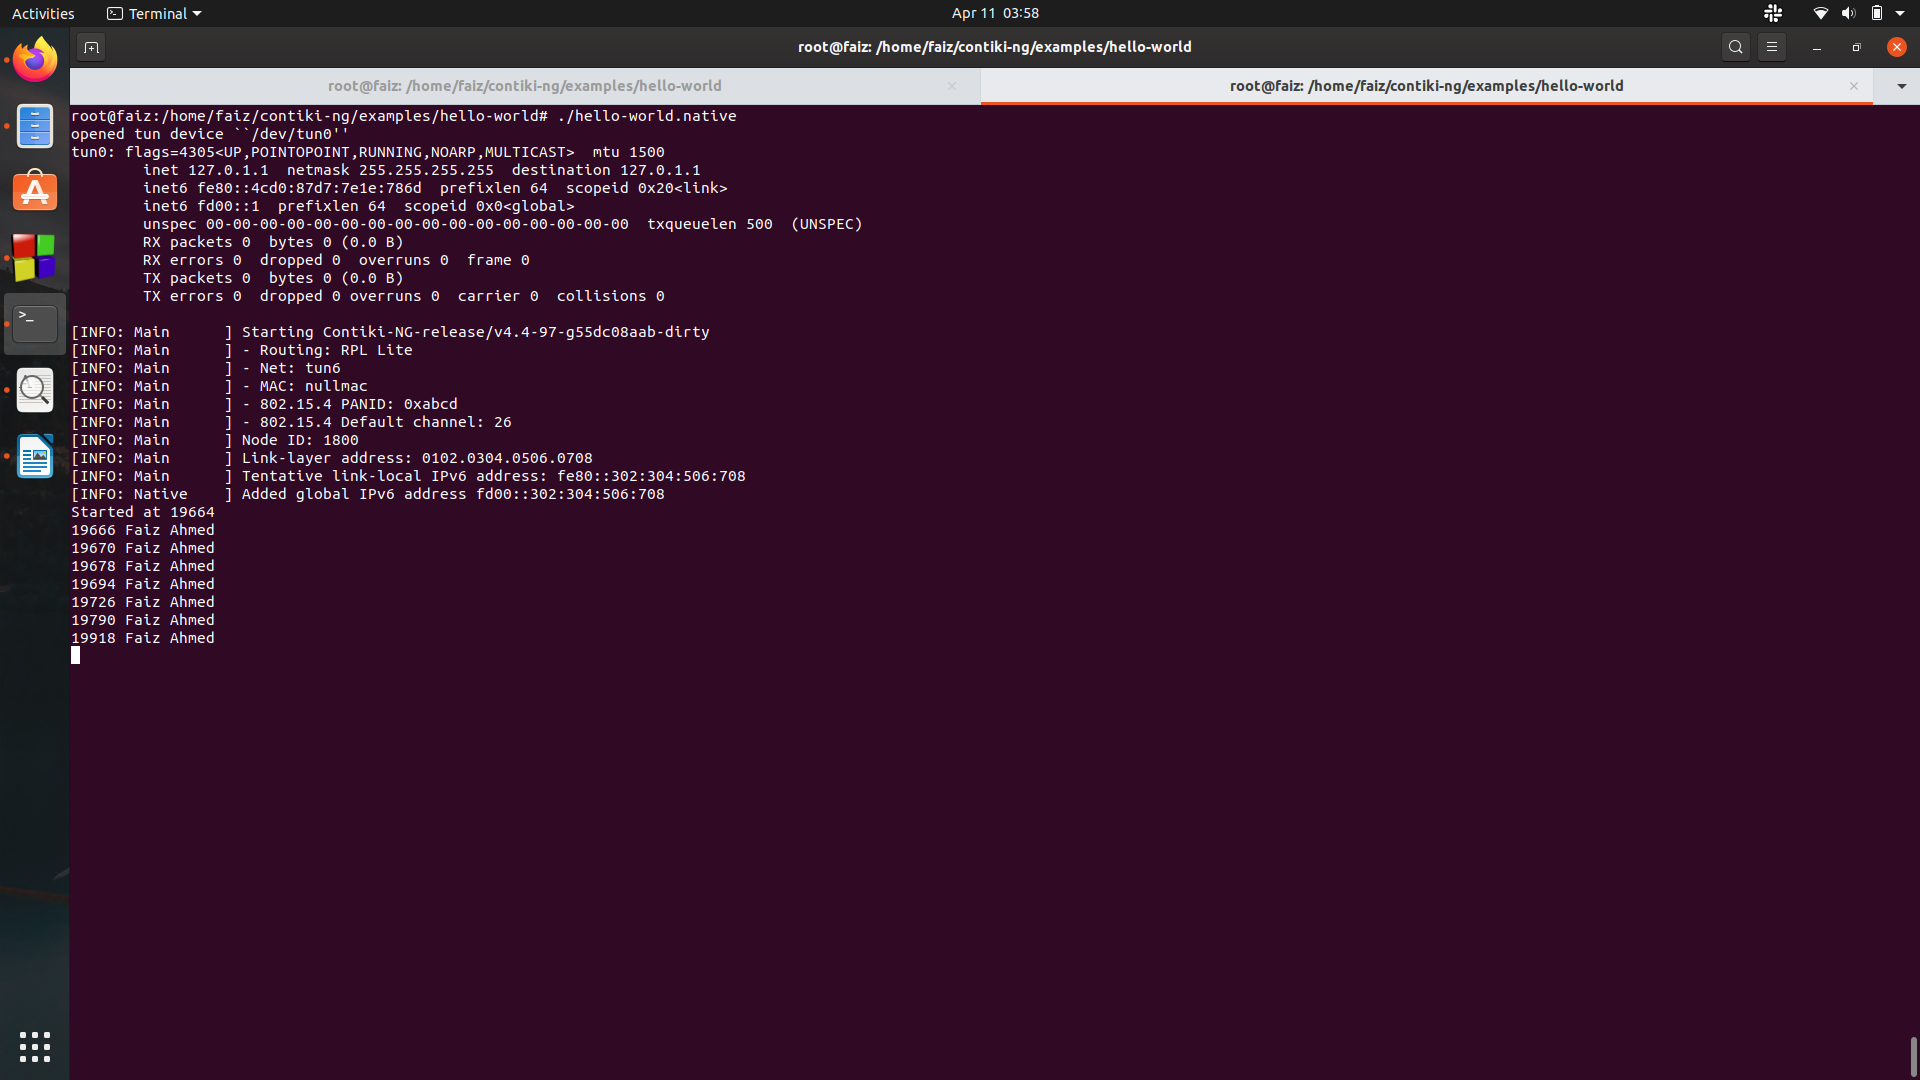 Activities
Terminal
Apr 11 03:58
root@faiz: /home/faiz/contiki-ng/examples/hello-world
root@faiz: /home/faiz/contiki-ng/examples/hello-world
root@faiz: /home/faiz/contiki-ng/examples/hello-world
root@faiz:/home/faiz/contiki-ng/examples/hello-world# ./hello-world.native
opened tun device ``/dev/tun0''
tun0: flags=4305<UP,POINTOPOINT,RUNNING,NOARP,MULTICAST>  mtu 1500
        inet 127.0.1.1  netmask 255.255.255.255  destination 127.0.1.1
        inet6 fe80::4cd0:87d7:7e1e:786d  prefixlen 64  scopeid 0x20<link>
        inet6 fd00::1  prefixlen 64  scopeid 0x0<global>
        unspec 00-00-00-00-00-00-00-00-00-00-00-00-00-00-00-00  txqueuelen 500  (UNSPEC)
        RX packets 0  bytes 0 (0.0 B)
        RX errors 0  dropped 0  overruns 0  frame 0
        TX packets 0  bytes 0 (0.0 B)
        TX errors 0  dropped 0 overruns 0  carrier 0  collisions 0
[INFO: Main      ] Starting Contiki-NG-release/v4.4-97-g55dc08aab-dirty
[INFO: Main      ] - Routing: RPL Lite
[INFO: Main      ] - Net: tun6
[INFO: Main      ] - MAC: nullmac
[INFO: Main      ] - 802.15.4 PANID: 0xabcd
[INFO: Main      ] - 802.15.4 Default channel: 26
[INFO: Main      ] Node ID: 1800
[INFO: Main      ] Link-layer address: 0102.0304.0506.0708
[INFO: Main      ] Tentative link-local IPv6 address: fe80::302:304:506:708
[INFO: Native    ] Added global IPv6 address fd00::302:304:506:708
Started at 19664
19666 Faiz Ahmed
19670 Faiz Ahmed
19678 Faiz Ahmed
19694 Faiz Ahmed
19726 Faiz Ahmed
19790 Faiz Ahmed
19918 Faiz Ahmed